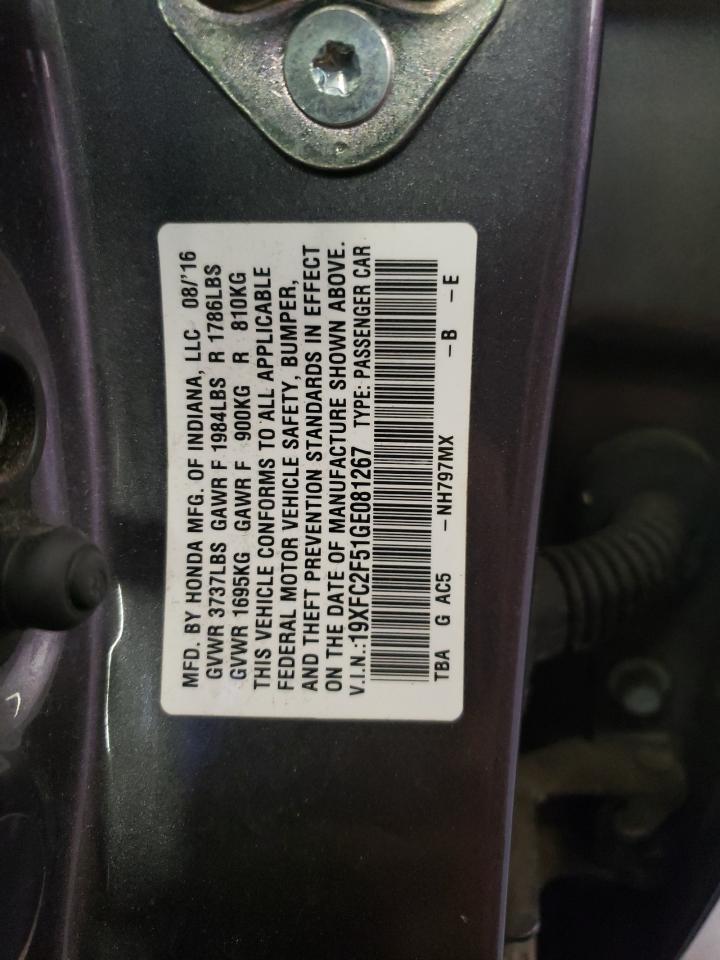 MFD. BY HONDA MFG. OF INDIANA, LLC 08/'16
GVWR 3737LBS GAWR F 1984LBS R 1786LBS
GVWR 1695KG GAWR F 900KG R 810KG
THIS VEHICLE CONFORMS TO ALL APPLICABLE
FEDERAL MOTOR VEHICLE SAFETY, BUMPER,
AND THEFT PREVENTION STANDARDS IN EFFECT
ON THE DATE OF MANUFACTURE SHOWN ABOVE.
V.I.N.:19XFC2F51GE081267 TYPE: PASSENGER CAR
TBA G AC5 -NH797MX -B -E